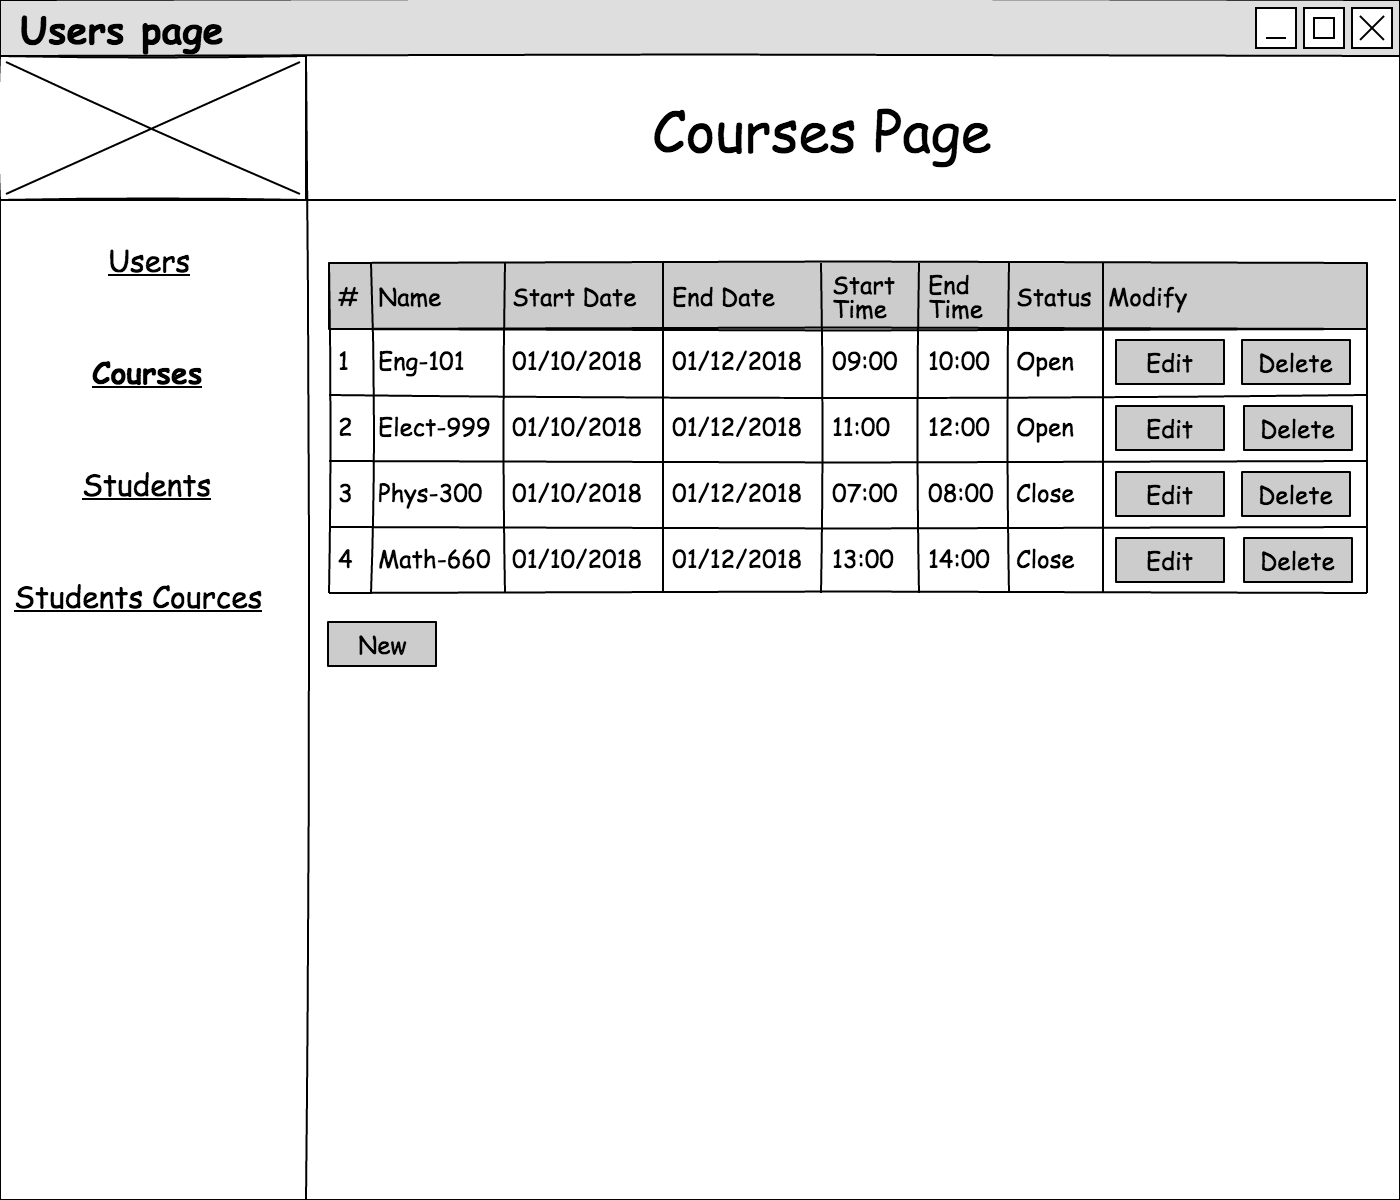 Users page
Courses Page
Users
Courses
Students
Students Cources
# Name Start Date End Date Start Time End Time Status Modify
1 Eng-101 01/10/2018 01/12/2018 09:00 10:00 Open Edit Delete
2 Elect-999 01/10/2018 01/12/2018 11:00 12:00 Open Edit Delete
3 Phys-300 01/10/2018 01/12/2018 07:00 08:00 Close Edit Delete
4 Math-660 01/10/2018 01/12/2018 13:00 14:00 Close Edit Delete
New